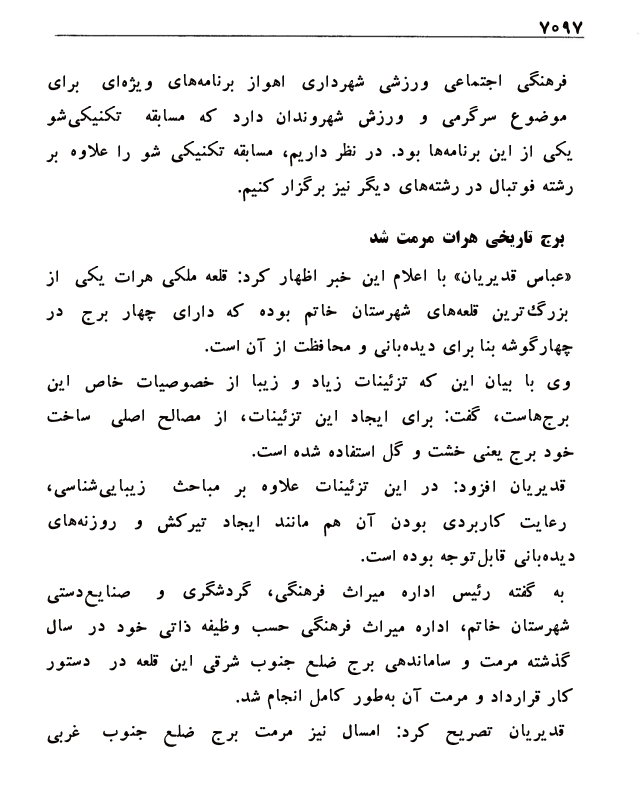 ۷۰۹۷
فرهنگی اجتماعی ورزشی شهرداری اهواز برنامه‌های ویژه‌ای برای
موضوع سرگرمی و ورزش شهروندان دارد که مسابقه تکنیکی‌شو
یکی از این برنامه‌ها بود. در نظر داریم، مسابقه تکنیکی شو را علاوه بر
رشته فوتبال در رشته‌های دیگر نیز برگزار کنیم.
برج تاریخی هرات مرمت شد
«عباس قدیریان» با اعلام این خبر اظهار کرد: قلعه ملکی هرات یکی از
بزرگ‌ترین قلعه‌های شهرستان خاتم بوده که دارای چهار برج در
چهارگوشه بنا برای دیده‌بانی و محافظت از آن است.
وی با بیان این که تزئینات زیاد و زیبا از خصوصیات خاص این
برج‌هاست، گفت: برای ایجاد این تزئینات، از مصالح اصلی ساخت
خود برج یعنی خشت و گل استفاده شده است.
قدیریان افزود: در این تزئینات علاوه بر مباحث زیبایی‌شناسی،
رعایت کاربردی بودن آن هم مانند ایجاد تیرکش و روزنه‌های
دیده‌بانی قابل‌توجه بوده است.
به گفته رئیس اداره میراث فرهنگی، گردشگری و صنایع‌دستی
شهرستان خاتم، اداره میراث فرهنگی حسب وظیفه ذاتی خود در سال
گذشته مرمت و ساماندهی برج ضلع جنوب شرقی این قلعه در دستور
کار قرارداد و مرمت آن به‌طور کامل انجام شد.
قدیریان تصریح کرد: امسال نیز مرمت برج ضلع جنوب غربی